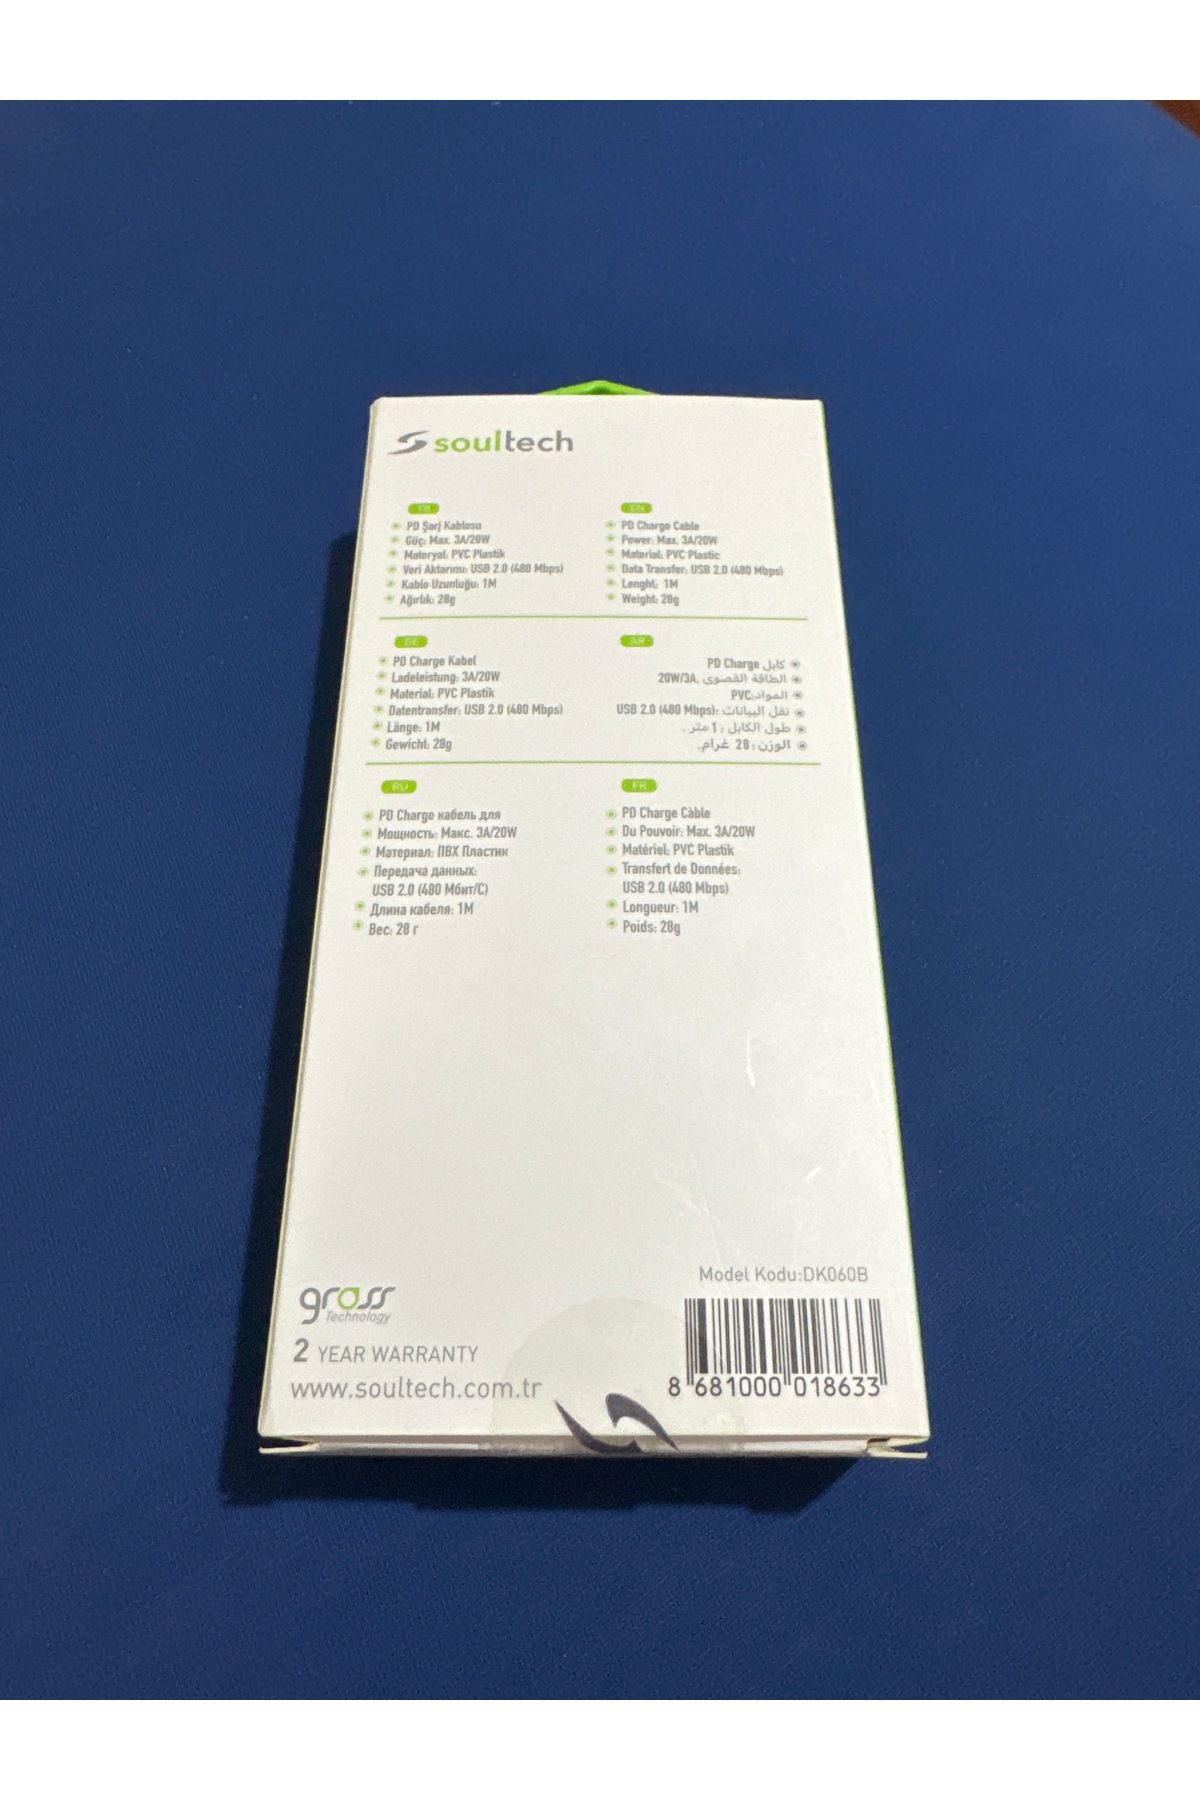 soultech
TR
PD Şarj Kablosu
Güç: Max. 3A/20W
Materyal: PVC Plastik
Veri Aktarımı: USB 2.0 (480 Mbps)
Kablo Uzunluğu: 1M
Ağırlık: 28g
EN
PD Charge Cable
Power: Max. 3A/20W
Material: PVC Plastic
Data Transfer: USB 2.0 (480 Mbps)
Lenght: 1M
Weight: 28g
DE
PD Charge Kabel
Ladeleistung: 3A/20W
Material: PVC Plastik
Datentransfer: USB 2.0 (480 Mbps)
Länge: 1M
Gewicht: 28g
AR
كابل PD Charge
الطاقة القصوى. 20W/3A
المواد:PVC
نقل البيانات: USB 2.0 (480 Mbps)
طول الكابل : 1 متر .
الوزن : 28 غرام.
RU
PD Charge кабель для
Мощность: Макс. 3A/20W
Материал: ПВХ Пластик
Передача данных:
USB 2.0 (480 Мбит/С)
Длина кабеля: 1М
Вес: 28 г
FR
PD Charge Câble
Du Pouvoir: Max. 3A/20W
Matériel: PVC Plastik
Transfert de Données:
USB 2.0 (480 Mbps)
Longueur: 1M
Poids: 28g
gross
Technology
2 YEAR WARRANTY
www.soultech.com.tr
Model Kodu:DK060B
8 681000 018633